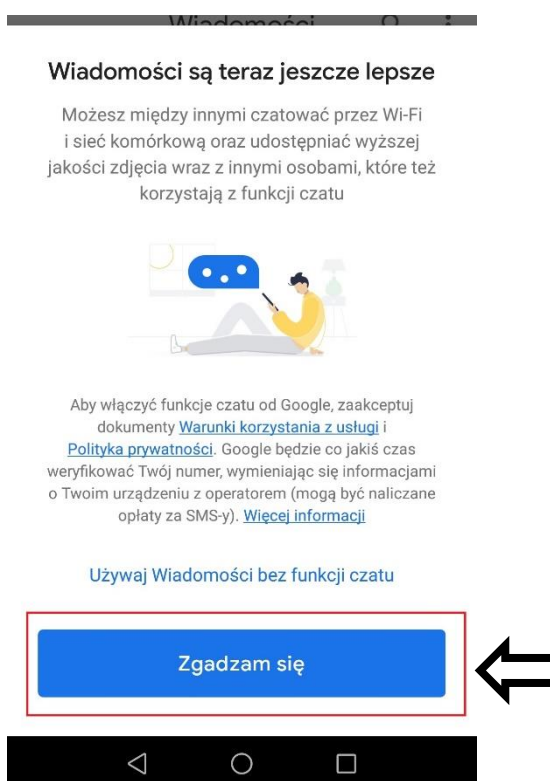 Wiadomości
Wiadomości są teraz jeszcze lepsze
Możesz między innymi czatować przez Wi-Fi
i sieć komórkową oraz udostępniać wyższej
jakości zdjęcia wraz z innymi osobami, które też
korzystają z funkcji czatu
Aby włączyć funkcje czatu od Google, zaakceptuj
dokumenty Warunki korzystania z usługi i
Polityka prywatności. Google będzie co jakiś czas
weryfikować Twój numer, wymieniając się informacjami
o Twoim urządzeniu z operatorem (mogą być naliczane
opłaty za SMS-y). Więcej informacji
Używaj Wiadomości bez funkcji czatu
Zgadzam się